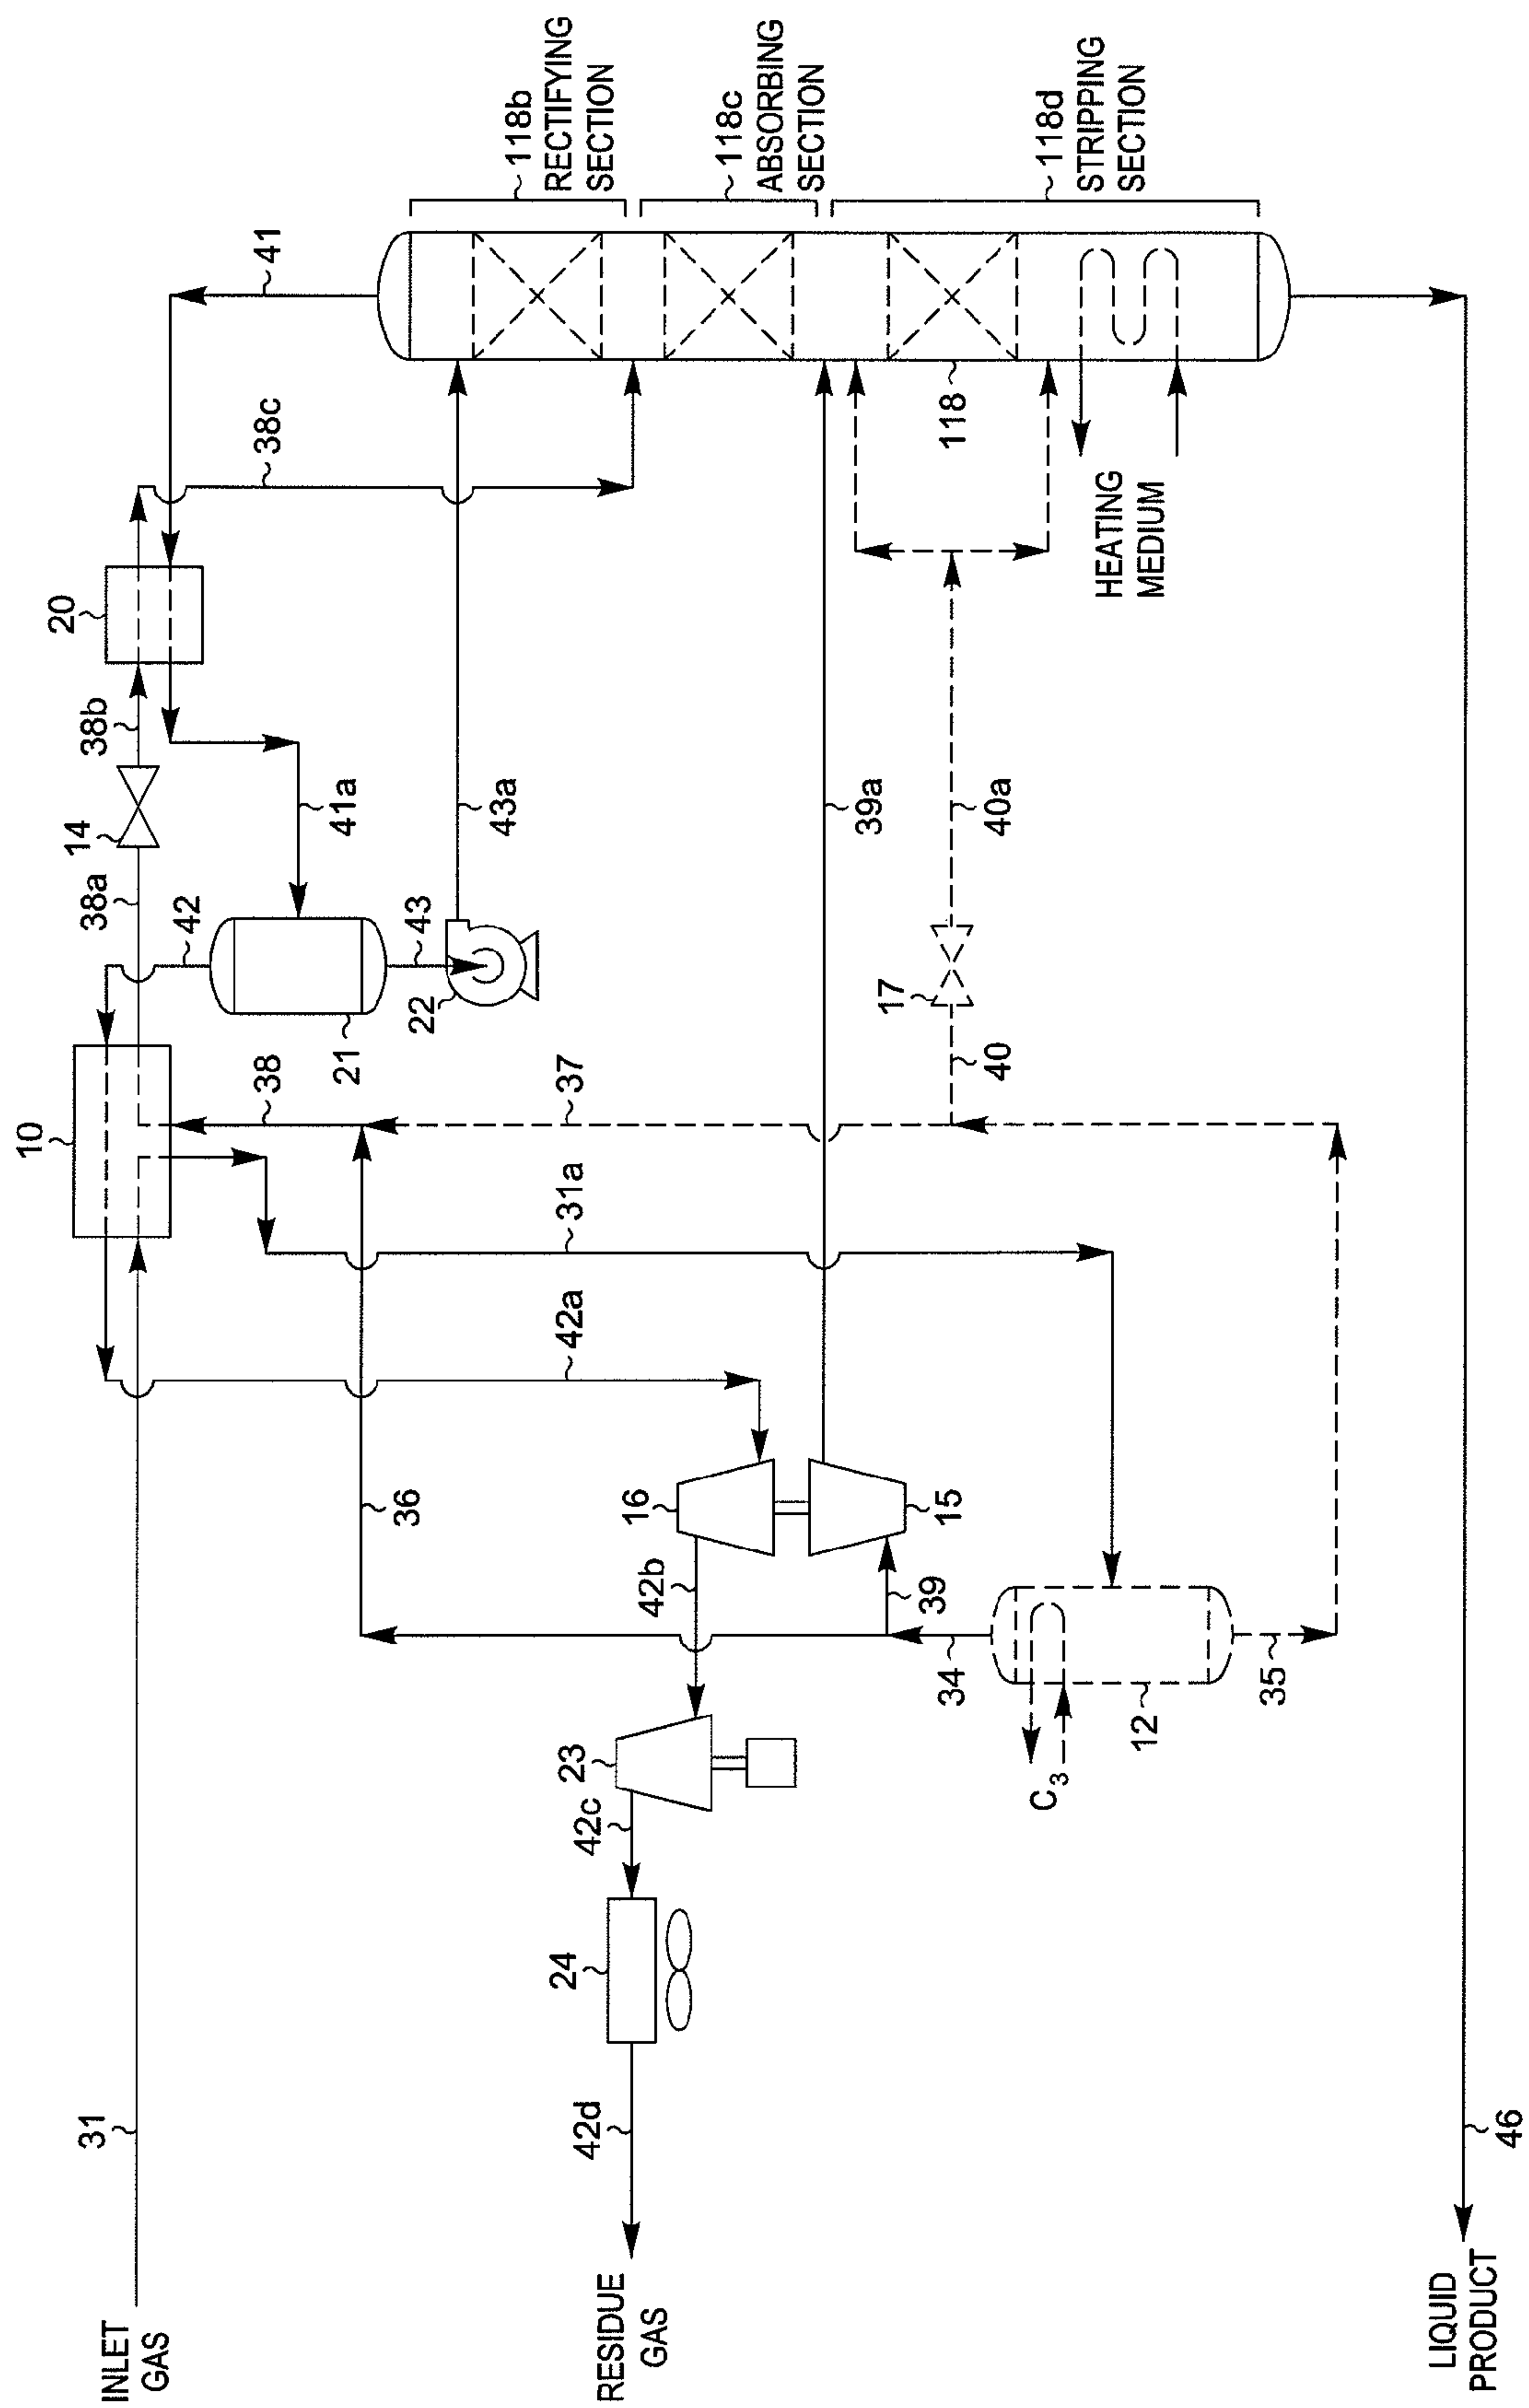 INLET
GAS
31
10
38a
14
38b
20
38c
41
42
41a
21
43
22
43a
38
37
31a
42a
36
16
15
42b
39
34
12
35
C3
23
42c
24
42d
RESIDUE
GAS
39a
17
40
40a
118
118b
RECTIFYING
SECTION
118c
ABSORBING
SECTION
118d
STRIPPING
SECTION
HEATING
MEDIUM
46
LIQUID
PRODUCT